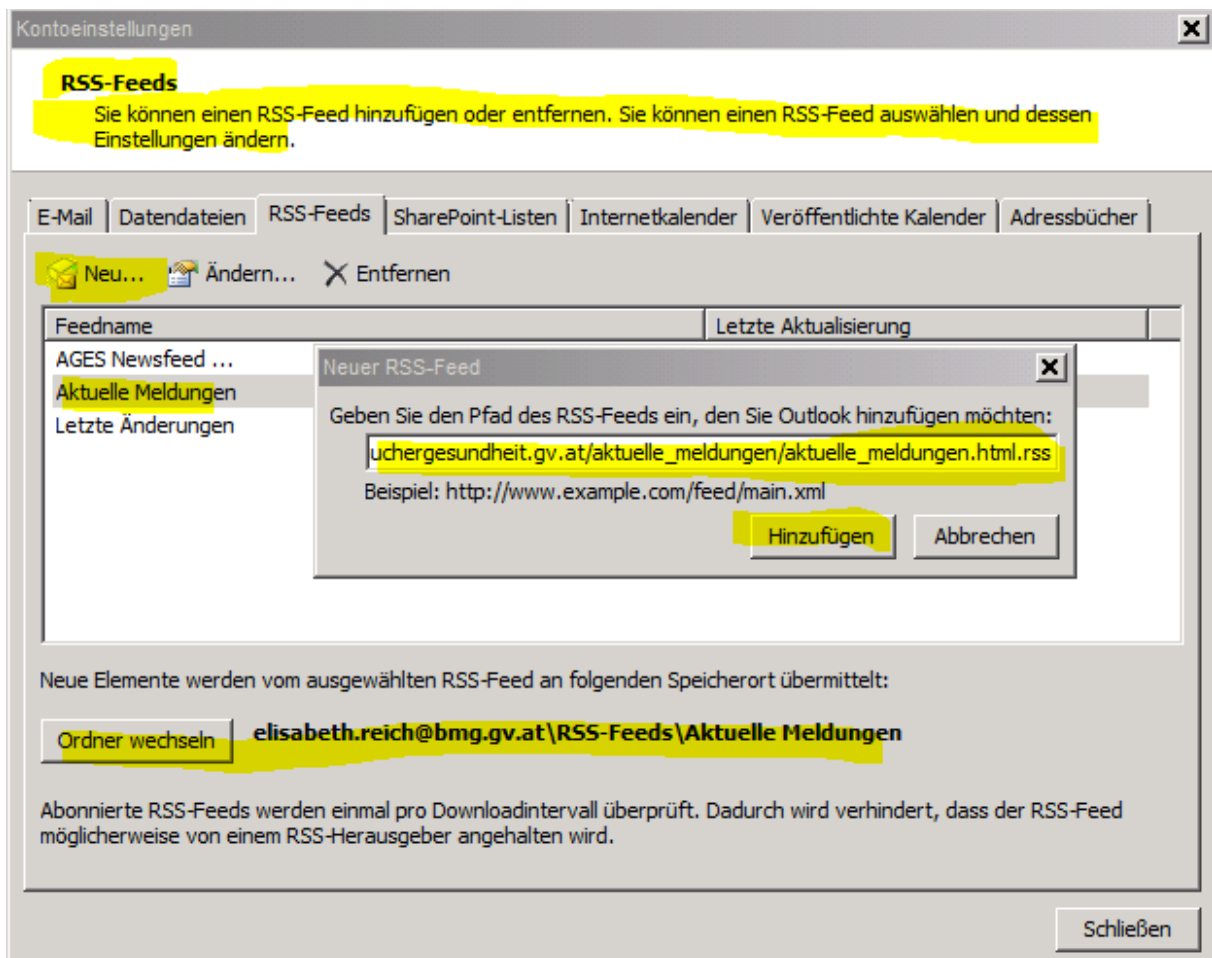 Kontoeinstellungen
RSS-Feeds
Sie können einen RSS-Feed hinzufügen oder entfernen. Sie können einen RSS-Feed auswählen und dessen
Einstellungen ändern.
E-Mail Datendateien RSS-Feeds SharePoint-Listen Internetkalender Veröffentlichte Kalender Adressbücher
Neu... Ändern... Entfernen
Feedname Letzte Aktualisierung
AGES Newsfeed ...
Aktuelle Meldungen
Letzte Änderungen
Neuer RSS-Feed
Geben Sie den Pfad des RSS-Feeds ein, den Sie Outlook hinzufügen möchten:
uchergesundheit.gv.at/aktuelle_meldungen/aktuelle_meldungen.html.rss
Beispiel: http://www.example.com/feed/main.xml
Hinzufügen Abbrechen
Neue Elemente werden vom ausgewählten RSS-Feed an folgenden Speicherort übermittelt:
Ordner wechseln elisabeth.reich@bmg.gv.at\RSS-Feeds\Aktuelle Meldungen
Abonnierte RSS-Feeds werden einmal pro Downloadintervall überprüft. Dadurch wird verhindert, dass der RSS-Feed
möglicherweise von einem RSS-Herausgeber angehalten wird.
Schließen